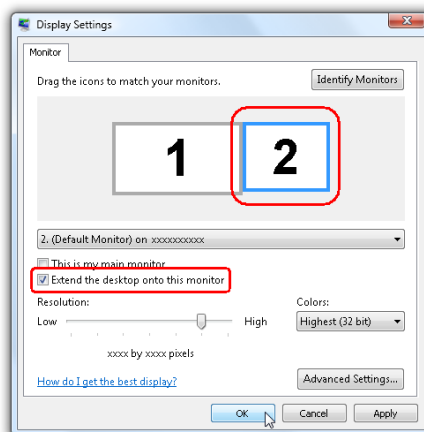 Display Settings
Monitor
Drag the icons to match your monitors.
Identify Monitors
1
2
2. (Default Monitor) on xxxxxxxxxx
This is my main monitor
Extend the desktop onto this monitor
Resolution:
Colors:
Low
High
Highest (32 bit)
xxxx by xxxx pixels
How do I get the best display?
Advanced Settings...
OK
Cancel
Apply